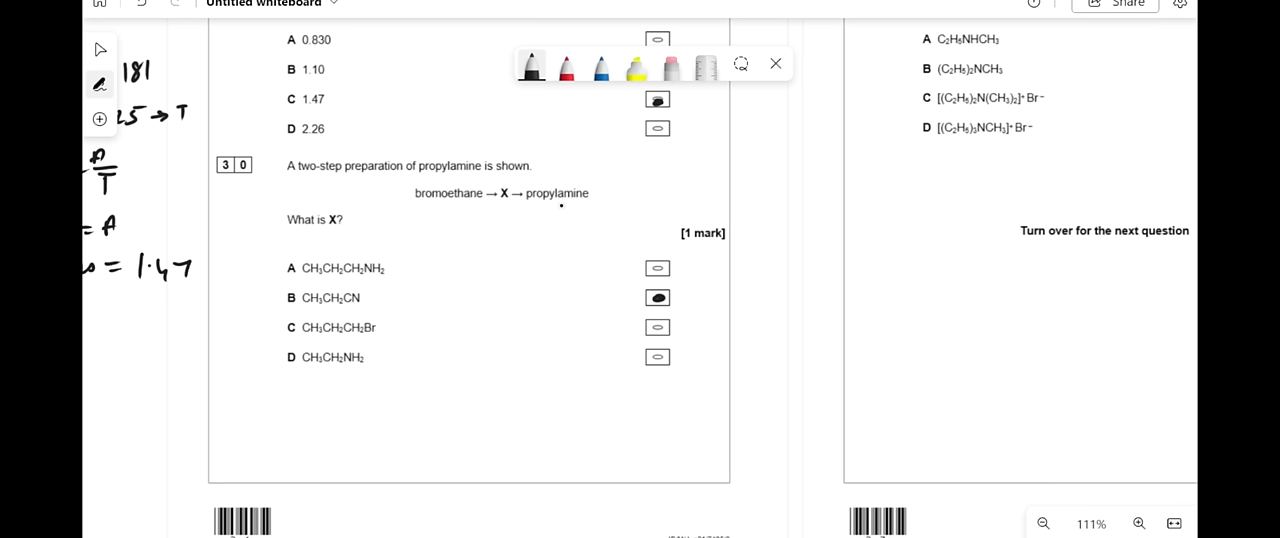 Untitled whiteboard
Share
181
25 → T
A
T
= A
= 1.47
A 0.830
B 1.10
C 1.47
D 2.26
3 0 A two-step preparation of propylamine is shown.
bromoethane → X → propylamine
What is X?
[1 mark]
A CH₃CH₂CH₂NH₂
B CH₃CH₂CN
C CH₃CH₂CH₂Br
D CH₃CH₂NH₂
A C₂H₅NHCH₃
B (C₂H₅)₂NCH₃
C [(C₂H₅)₂N(CH₃)₂]⁺ Br⁻
D [(C₂H₅)₃NCH₃]⁺ Br⁻
Turn over for the next question
111%